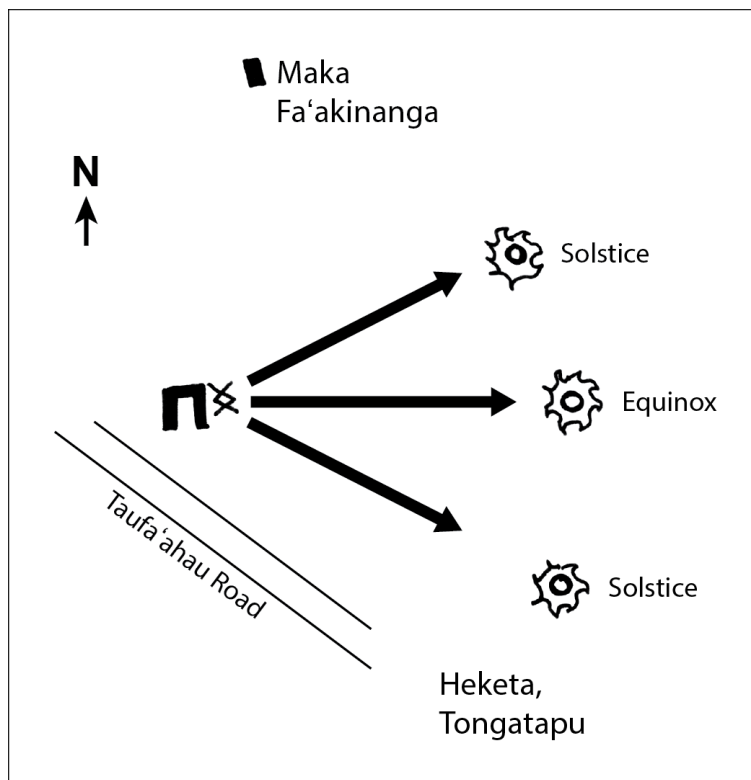 Maka
Fa‘akinanga
N
Solstice
Equinox
Taufa‘ahau Road
Solstice
Heketa,
Tongatapu